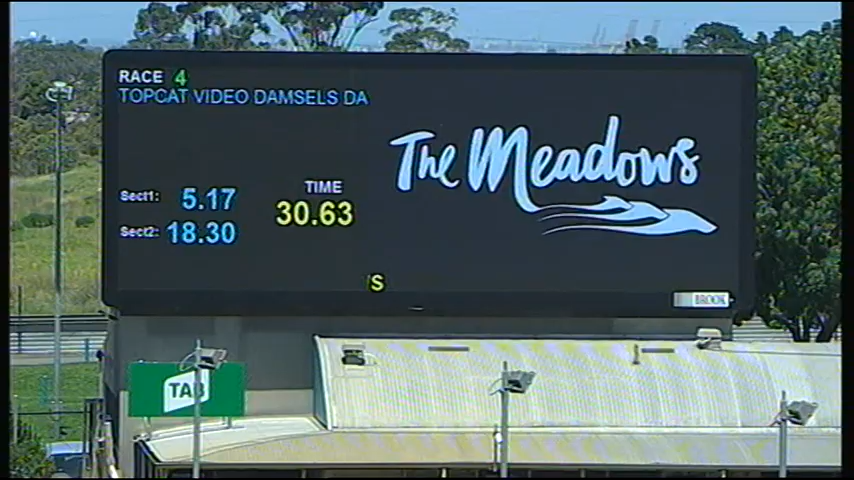 RACE 4
TOPCAT VIDEO DAMSELS DA
The Meadows
Sect1: 5.17
TIME
30.63
Sect2: 18.30
S
BROOK
TAB